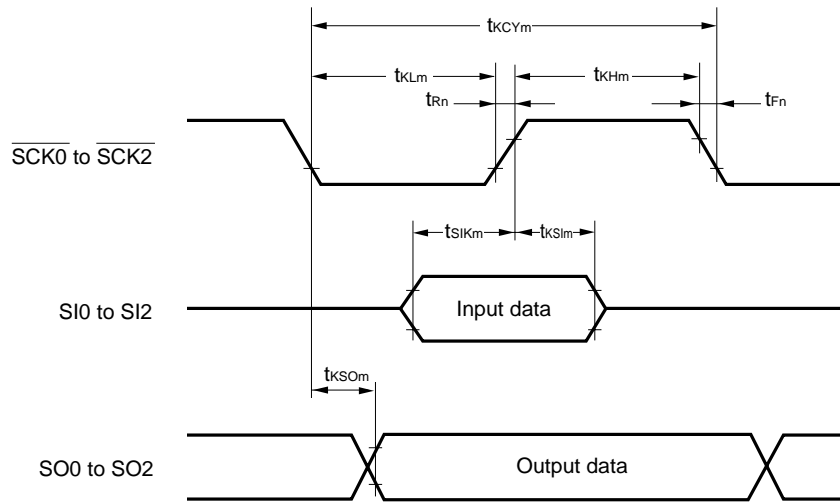 tKCYm
tKLm
tKHm
tRn
tFn
SCK0 to SCK2
tSIKm
tKSIm
SI0 to SI2
Input data
tKSOm
SO0 to SO2
Output data